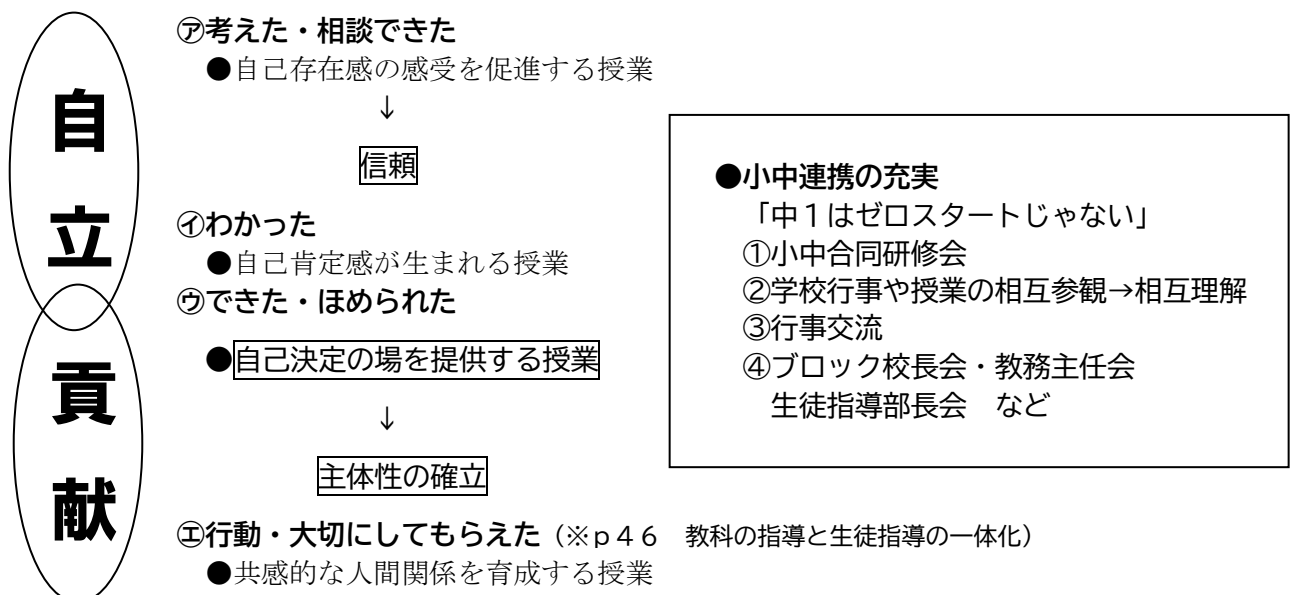 自立
貢献
㋐考えた・相談できた
●自己存在感の感受を促進する授業
↓
信頼
㋑わかった
●自己肯定感が生まれる授業
㋒できた・ほめられた
●自己決定の場を提供する授業
↓
主体性の確立
㋓行動・大切にしてもらえた（※ｐ４６　教科の指導と生徒指導の一体化）
●共感的な人間関係を育成する授業
●小中連携の充実
「中１はゼロスタートじゃない」
①小中合同研修会
②学校行事や授業の相互参観→相互理解
③行事交流
④ブロック校長会・教務主任会
生徒指導部長会　など